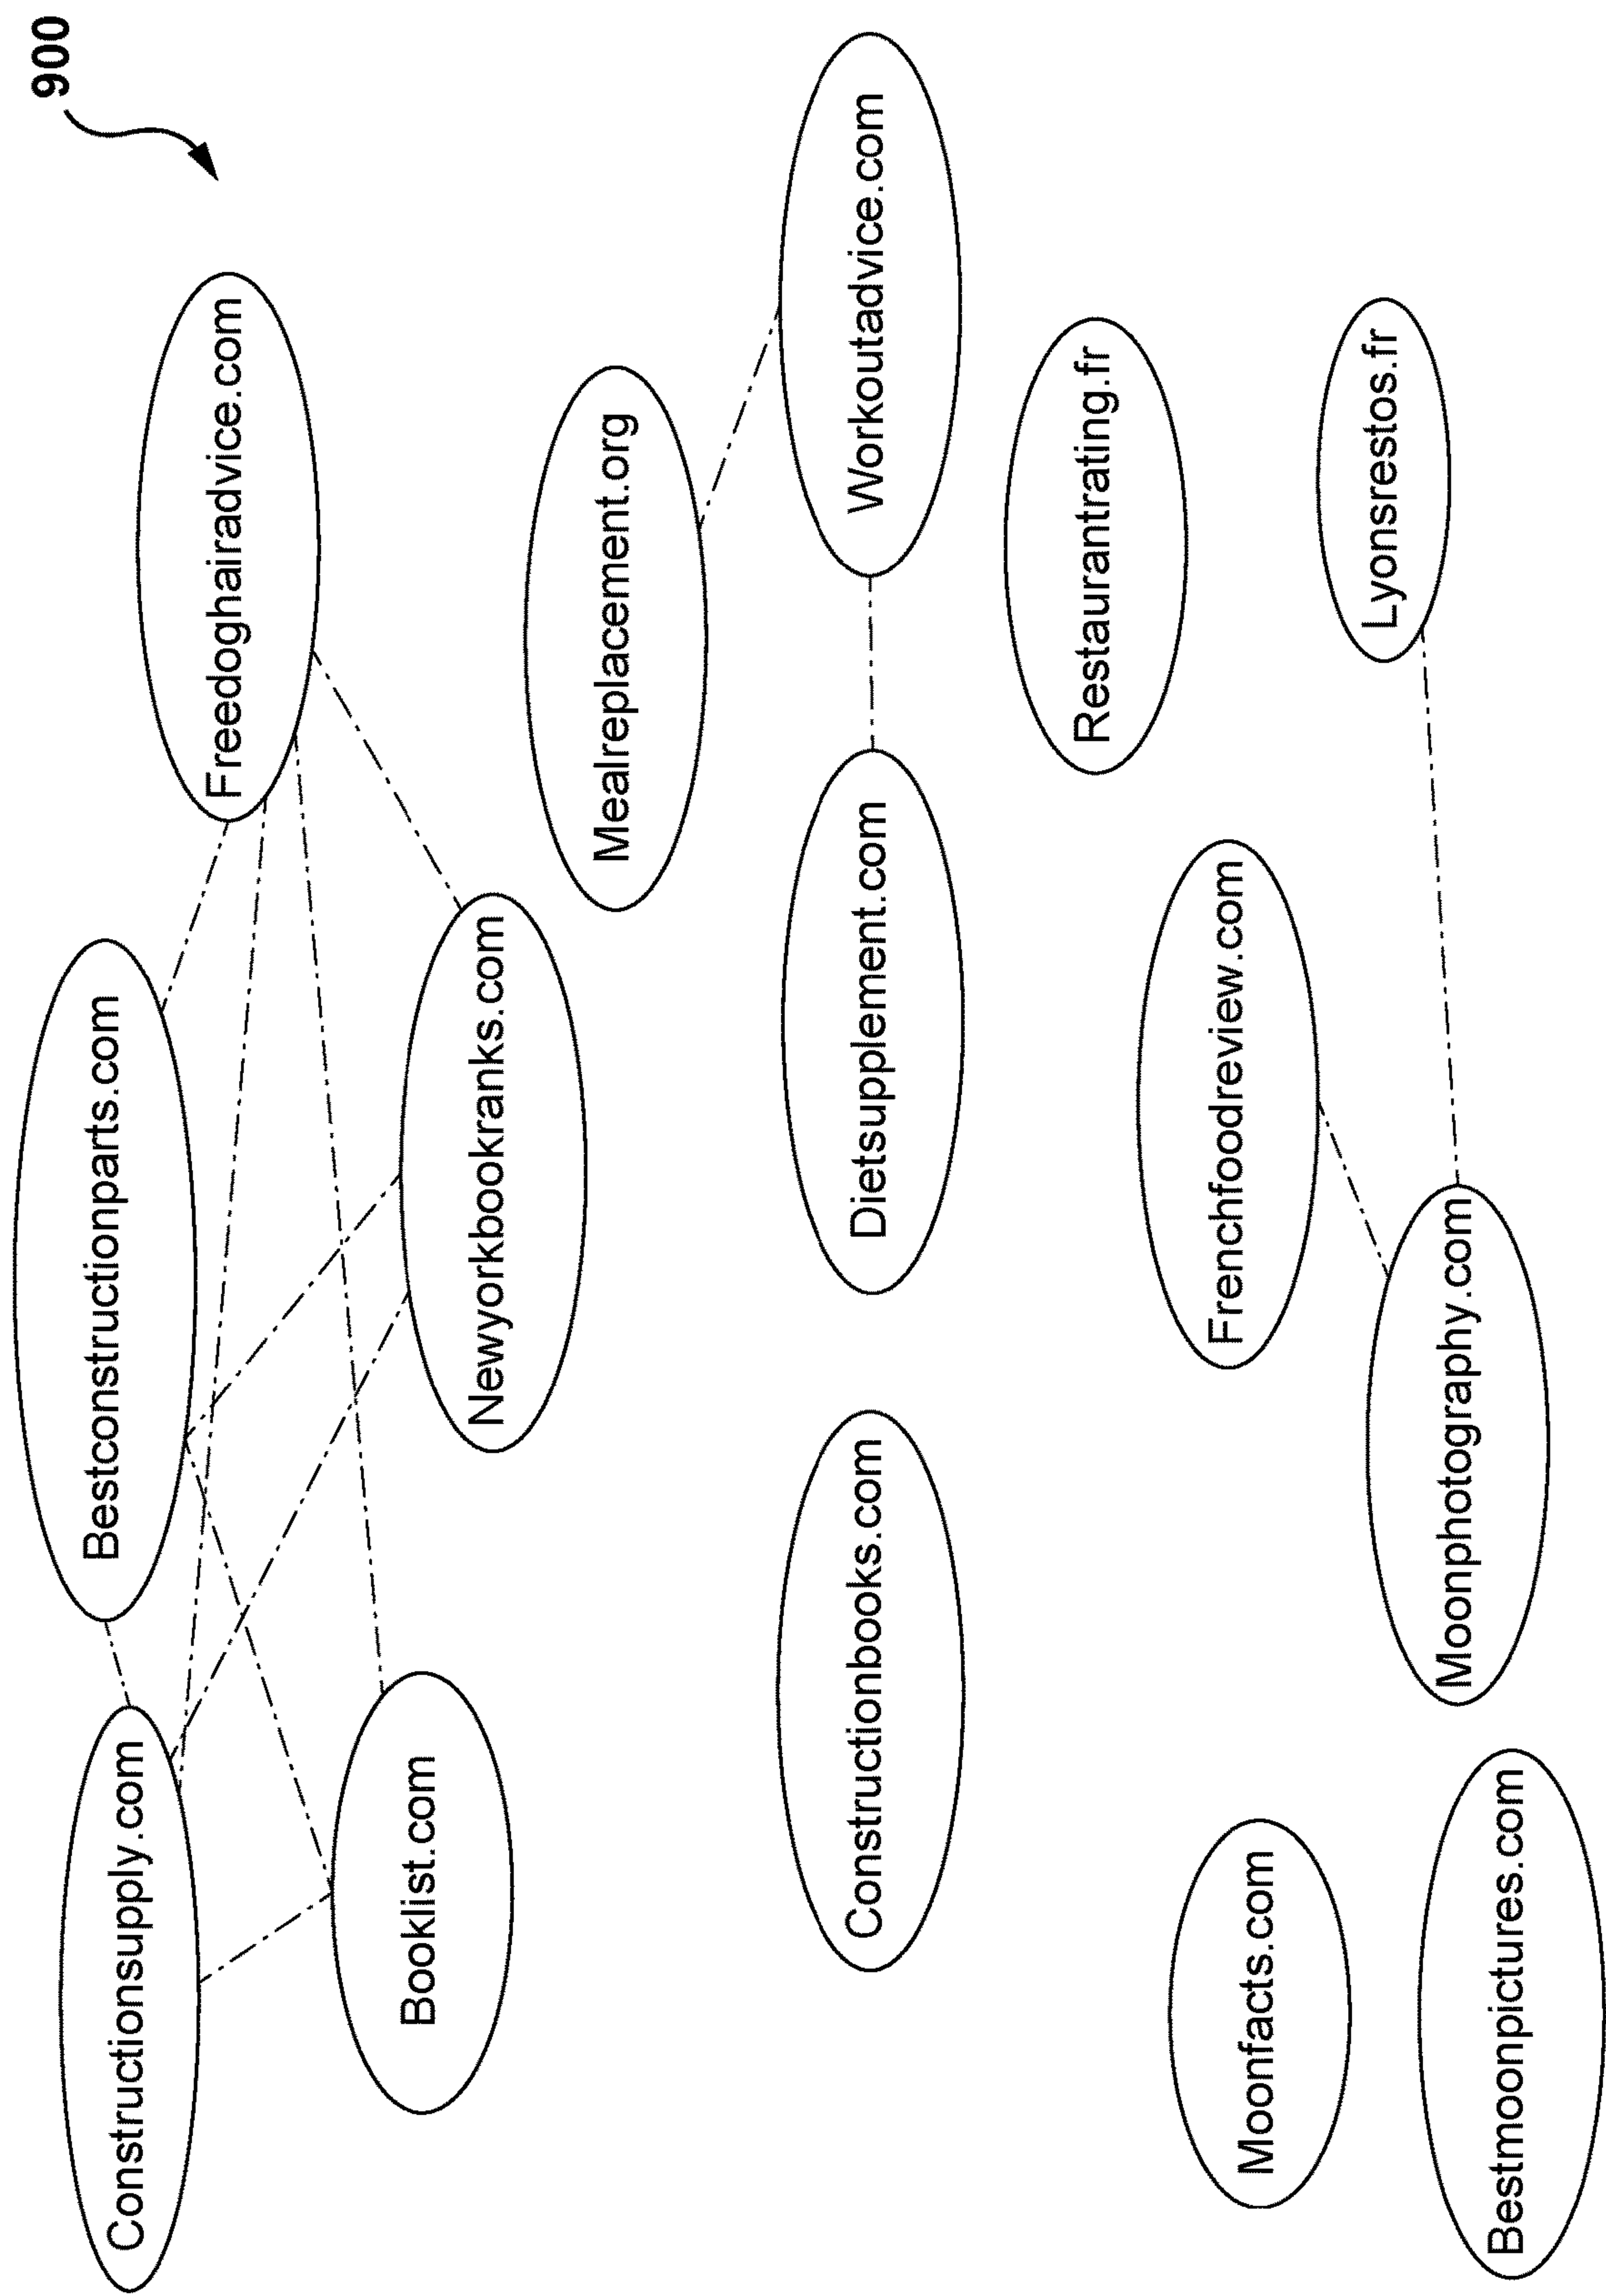 900
Constructionsupply.com
Bestconstructionparts.com
Freedoghairadvice.com
Booklist.com
Newyorkbookranks.com
Mealreplacement.org
Constructionbooks.com
Dietsupplement.com
Workoutadvice.com
Restaurantrating.fr
Frenchfoodreview.com
Moonfacts.com
Lyonsrestos.fr
Moonphotography.com
Bestmoonpictures.com